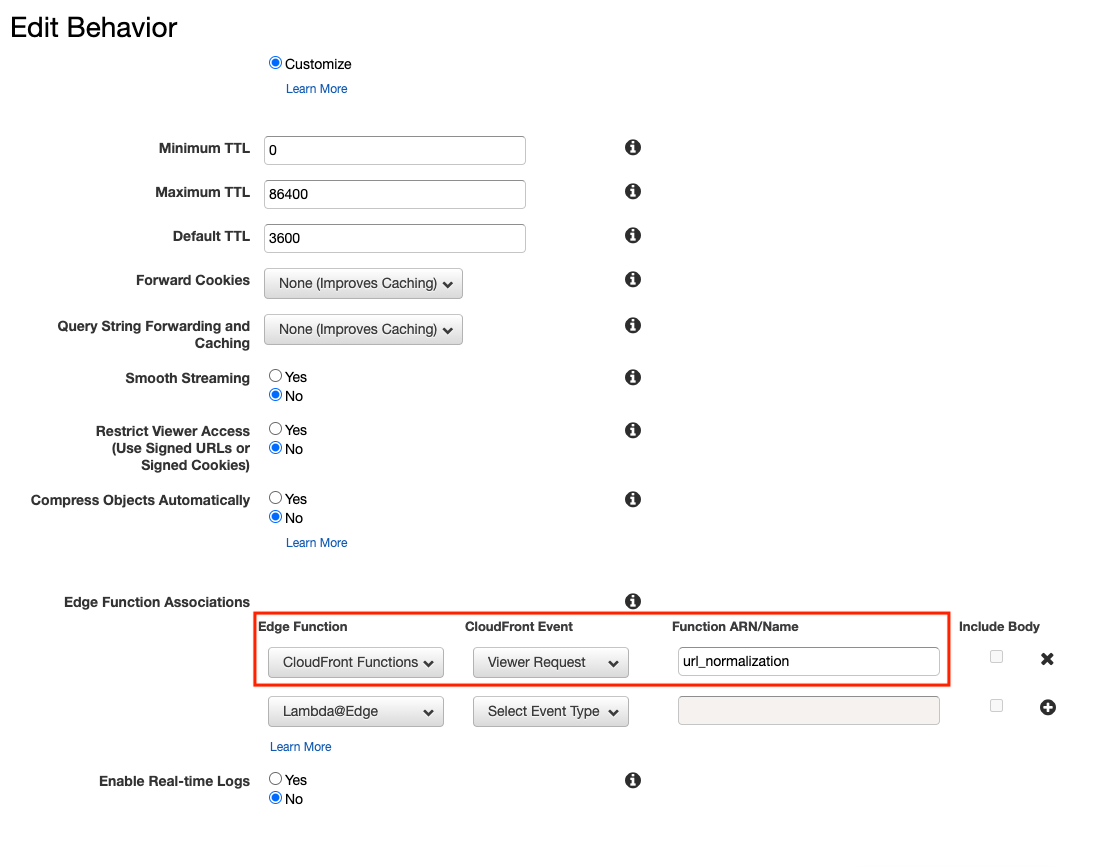 Edit Behavior
Customize
Learn More
Minimum TTL 0
Maximum TTL 86400
Default TTL 3600
Forward Cookies None (Improves Caching)
Query String Forwarding and
Caching None (Improves Caching)
Smooth Streaming Yes
No
Restrict Viewer Access Yes
(Use Signed URLs or No
Signed Cookies)
Compress Objects Automatically Yes
No
Learn More
Edge Function Associations
Edge Function CloudFront Event Function ARN/Name Include Body
CloudFront Functions Viewer Request url_normalization
Lambda@Edge Select Event Type
Learn More
Enable Real-time Logs Yes
No